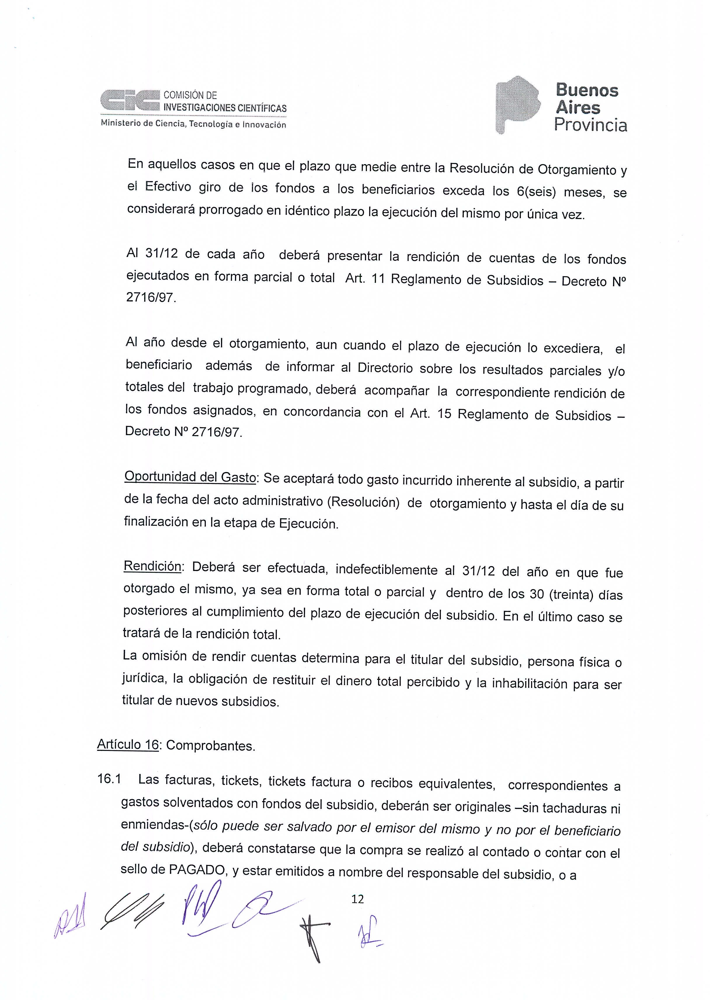 CIC COMISIÓN DE
INVESTIGACIONES CIENTÍFICAS
Ministerio de Ciencia, Tecnología e Innovación
Buenos
Aires
Provincia
En aquellos casos en que el plazo que medie entre la Resolución de Otorgamiento y
el Efectivo giro de los fondos a los beneficiarios exceda los 6(seis) meses, se
considerará prorrogado en idéntico plazo la ejecución del mismo por única vez.
Al 31/12 de cada año deberá presentar la rendición de cuentas de los fondos
ejecutados en forma parcial o total Art. 11 Reglamento de Subsidios – Decreto Nº
2716/97.
Al año desde el otorgamiento, aun cuando el plazo de ejecución lo excediera, el
beneficiario además de informar al Directorio sobre los resultados parciales y/o
totales del trabajo programado, deberá acompañar la correspondiente rendición de
los fondos asignados, en concordancia con el Art. 15 Reglamento de Subsidios –
Decreto Nº 2716/97.
Oportunidad del Gasto: Se aceptará todo gasto incurrido inherente al subsidio, a partir
de la fecha del acto administrativo (Resolución) de otorgamiento y hasta el día de su
finalización en la etapa de Ejecución.
Rendición: Deberá ser efectuada, indefectiblemente al 31/12 del año en que fue
otorgado el mismo, ya sea en forma total o parcial y dentro de los 30 (treinta) días
posteriores al cumplimiento del plazo de ejecución del subsidio. En el último caso se
tratará de la rendición total.
La omisión de rendir cuentas determina para el titular del subsidio, persona física o
jurídica, la obligación de restituir el dinero total percibido y la inhabilitación para ser
titular de nuevos subsidios.
Artículo 16: Comprobantes.
16.1 Las facturas, tickets, tickets factura o recibos equivalentes, correspondientes a
gastos solventados con fondos del subsidio, deberán ser originales –sin tachaduras ni
enmiendas-(sólo puede ser salvado por el emisor del mismo y no por el beneficiario
del subsidio), deberá constatarse que la compra se realizó al contado o contar con el
sello de PAGADO, y estar emitidos a nombre del responsable del subsidio, o a
12